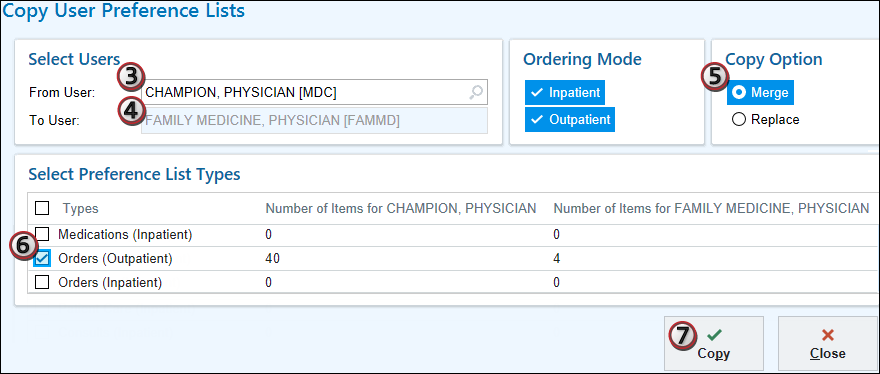 Copy User Preference Lists
Select Users
3
From User: CHAMPION, PHYSICIAN [MDC]
4
To User: FAMILY MEDICINE, PHYSICIAN [FAMMD]
Ordering Mode
Inpatient
Outpatient
Copy Option
5 Merge
Replace
Select Preference List Types
Types Number of Items for CHAMPION, PHYSICIAN Number of Items for FAMILY MEDICINE, PHYSICIAN
Medications (Inpatient) 0 0
6 Orders (Outpatient) 40 4
Orders (Inpatient) 0 0
7 Copy
Close